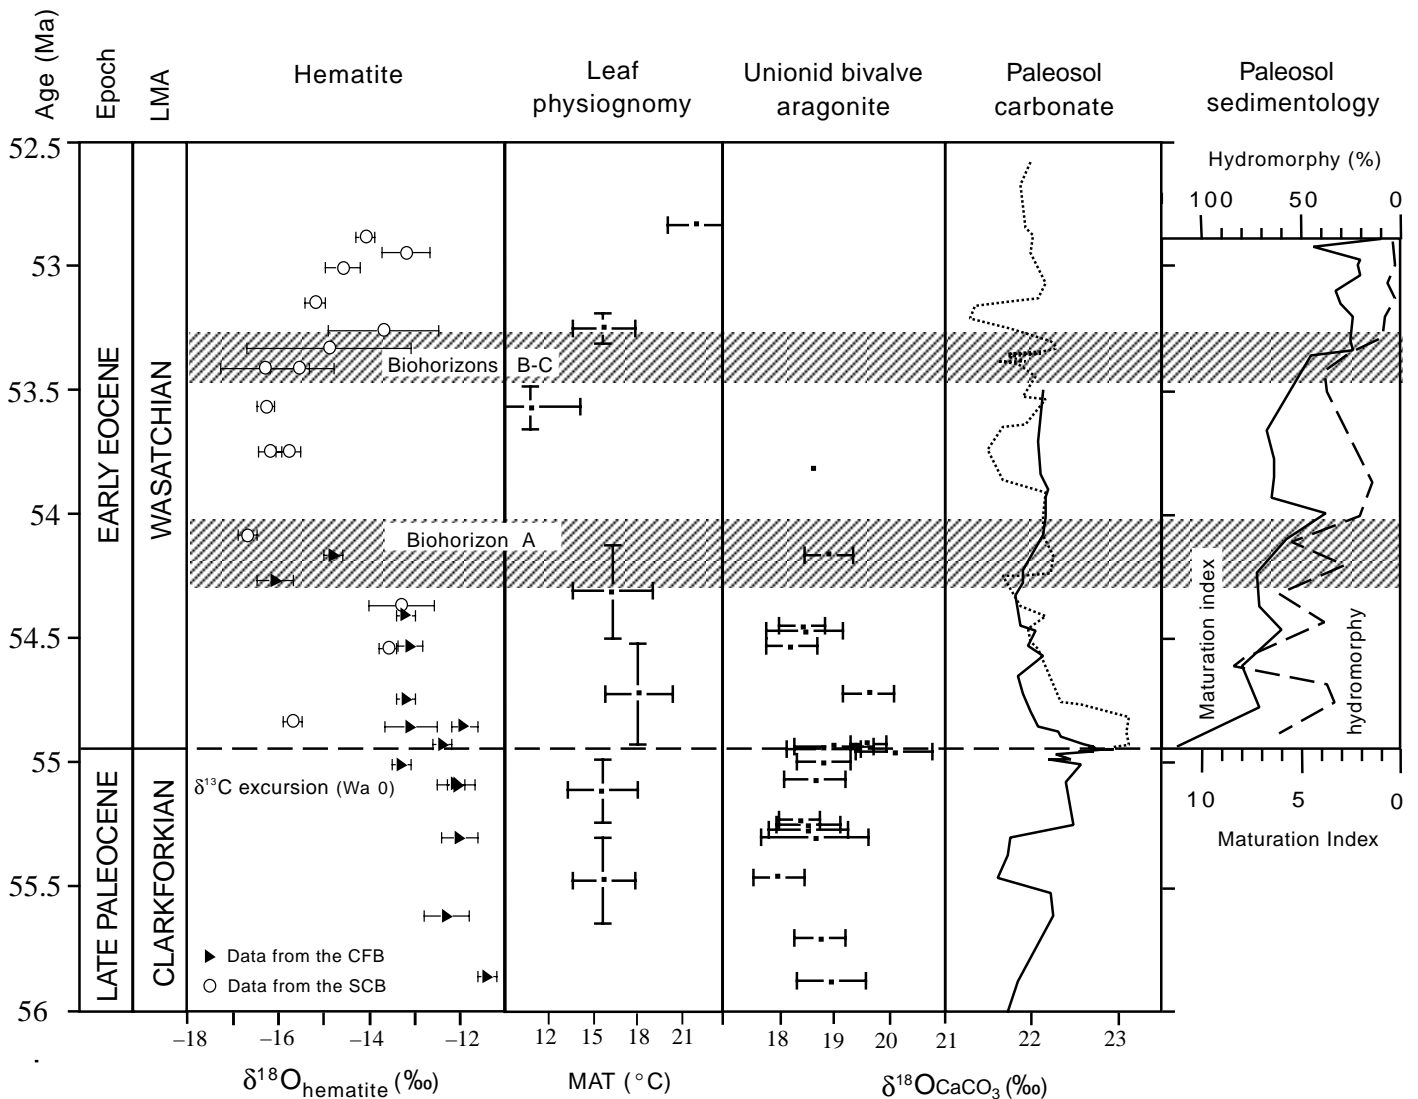 Age (Ma)
Epoch
LMA
Hematite
Leaf
physiognomy
Unionid bivalve
aragonite
Paleosol
carbonate
Paleosol
sedimentology
52.5
53
53.5
54
54.5
55
55.5
56
EARLY EOCENE
LATE PALEOCENE
WASATCHIAN
CLARKFORKIAN
Hydromorphy (%)
100 50 0
Biohorizons B-C
Biohorizon A
δ¹³C excursion (Wa 0)
Data from the CFB
Data from the SCB
Maturation index
hydromorphy
10 5 0
Maturation Index
–18 –16 –14 –12
12 15 18 21
18 19 20 21
22 23
δ¹⁸Ohematite (‰)
MAT (°C)
δ¹⁸OCaCO₃ (‰)